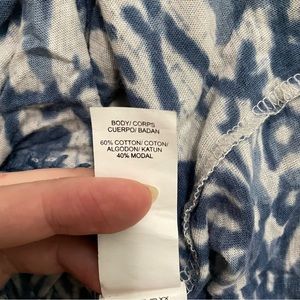 BODY/ CORPS
CUERPO/ BADAN
60% COTTON/ COTON/
ALGODON/ KATUN
40% MODAL